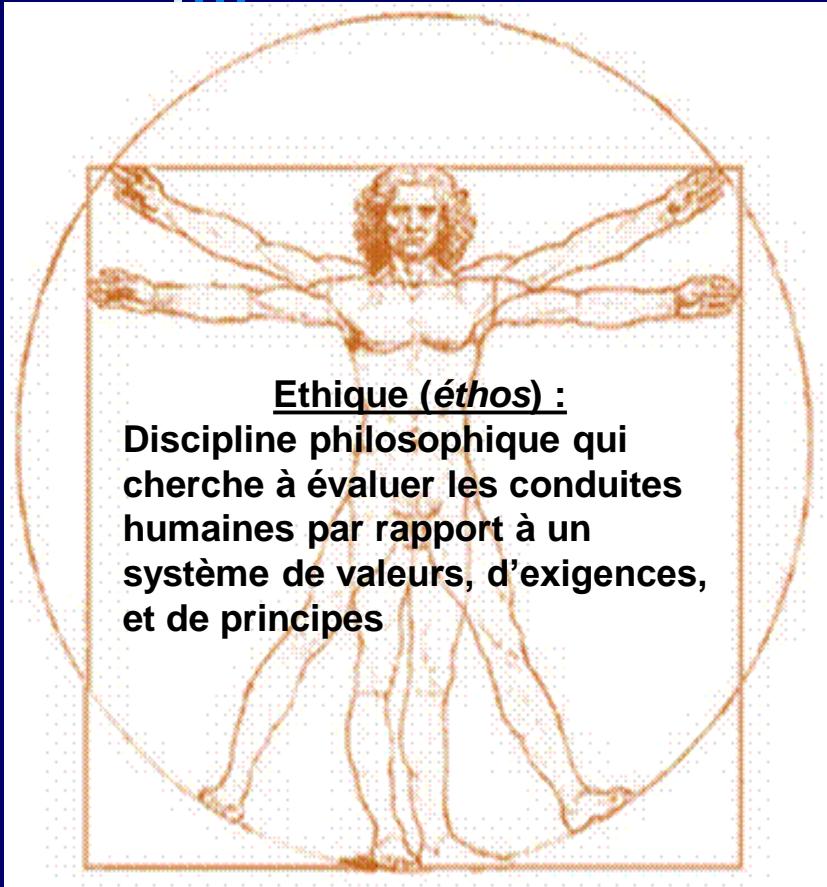 Ethique (éthos) :
Discipline philosophique qui
cherche à évaluer les conduites
humaines par rapport à un
système de valeurs, d’exigences,
et de principes